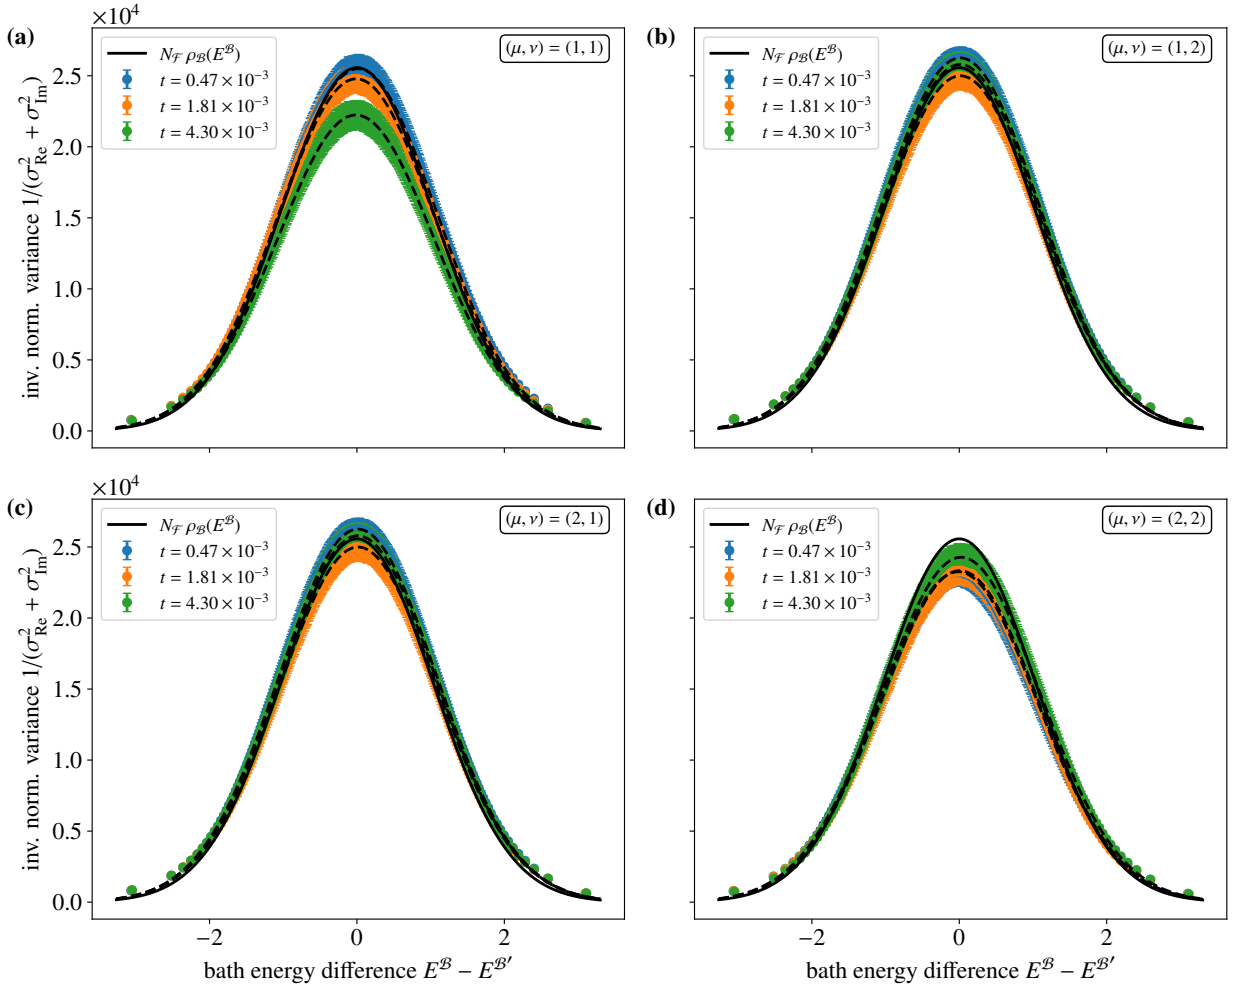 ×10⁴
(a)
N_ℱ ρ_ℬ(E^ℬ)
t = 0.47 × 10⁻³
t = 1.81 × 10⁻³
t = 4.30 × 10⁻³
(μ, ν) = (1, 1)
2.5
2.0
1.5
1.0
0.5
0.0
inv. norm. variance 1/(σ²_Re + σ²_Im)
(b)
N_ℱ ρ_ℬ(E^ℬ)
t = 0.47 × 10⁻³
t = 1.81 × 10⁻³
t = 4.30 × 10⁻³
(μ, ν) = (1, 2)
×10⁴
(c)
N_ℱ ρ_ℬ(E^ℬ)
t = 0.47 × 10⁻³
t = 1.81 × 10⁻³
t = 4.30 × 10⁻³
(μ, ν) = (2, 1)
2.5
2.0
1.5
1.0
0.5
0.0
inv. norm. variance 1/(σ²_Re + σ²_Im)
−2 0 2
bath energy difference E^ℬ − E^ℬ′
(d)
N_ℱ ρ_ℬ(E^ℬ)
t = 0.47 × 10⁻³
t = 1.81 × 10⁻³
t = 4.30 × 10⁻³
(μ, ν) = (2, 2)
−2 0 2
bath energy difference E^ℬ − E^ℬ′